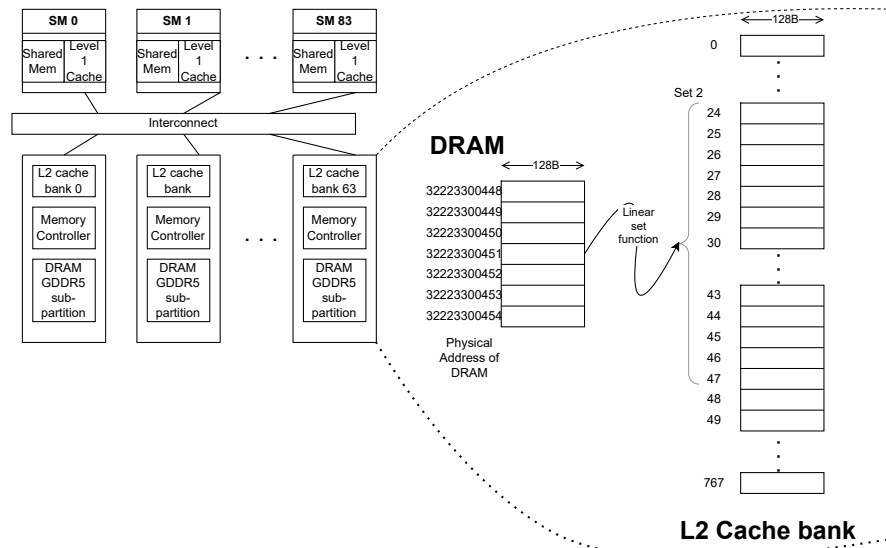 SM 0
Shared
Mem
Level
1
Cache
SM 1
Shared
Mem
Level
1
Cache
. . .
SM 83
Shared
Mem
Level
1
Cache
Interconnect
L2 cache
bank 0
Memory
Controller
DRAM
GDDR5
sub-
partition
L2 cache
bank
Memory
Controller
DRAM
GDDR5
sub-
partition
. . .
L2 cache
bank 63
Memory
Controller
DRAM
GDDR5
sub-
partition
DRAM
128B
32223300448
32223300449
32223300450
32223300451
32223300452
32223300453
32223300454
Physical
Address of
DRAM
Linear
set
function
128B
0
Set 2
24
25
26
27
28
29
30
43
44
45
46
47
48
49
767
L2 Cache bank